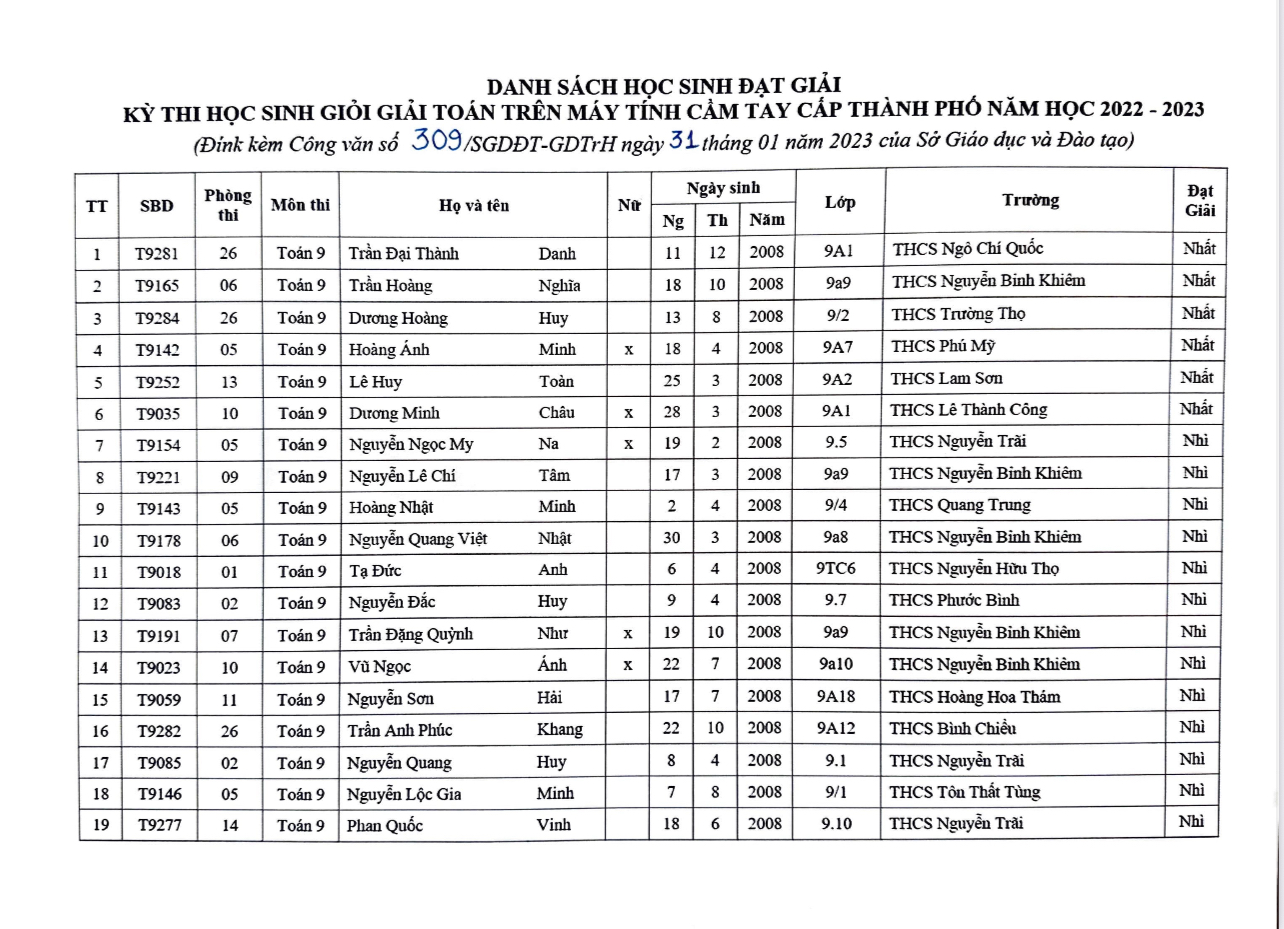 DANH SÁCH HỌC SINH ĐẠT GIẢI
KỲ THI HỌC SINH GIỎI GIẢI TOÁN TRÊN MÁY TÍNH CẦM TAY CẤP THÀNH PHỐ NĂM HỌC 2022 - 2023
(Đính kèm Công văn số 309/SGDĐT-GDTrH ngày 31 tháng 01 năm 2023 của Sở Giáo dục và Đào tạo)
TT SBD Phòng thi Môn thi Họ và tên Nữ Ngày sinh Ng Th Năm Lớp Trường Đạt Giải
1 T9281 26 Toán 9 Trần Đại Thành Danh 11 12 2008 9A1 THCS Ngô Chí Quốc Nhất
2 T9165 06 Toán 9 Trần Hoàng Nghĩa 18 10 2008 9a9 THCS Nguyễn Bỉnh Khiêm Nhất
3 T9284 26 Toán 9 Dương Hoàng Huy 13 8 2008 9/2 THCS Trường Thọ Nhất
4 T9142 05 Toán 9 Hoàng Ánh Minh x 18 4 2008 9A7 THCS Phú Mỹ Nhất
5 T9252 13 Toán 9 Lê Huy Toàn 25 3 2008 9A2 THCS Lam Sơn Nhất
6 T9035 10 Toán 9 Dương Minh Châu x 28 3 2008 9A1 THCS Lê Thành Công Nhất
7 T9154 05 Toán 9 Nguyễn Ngọc My Na x 19 2 2008 9.5 THCS Nguyễn Trãi Nhì
8 T9221 09 Toán 9 Nguyễn Lê Chí Tâm 17 3 2008 9a9 THCS Nguyễn Bỉnh Khiêm Nhì
9 T9143 05 Toán 9 Hoàng Nhật Minh 2 4 2008 9/4 THCS Quang Trung Nhì
10 T9178 06 Toán 9 Nguyễn Quang Việt Nhật 30 3 2008 9a8 THCS Nguyễn Bỉnh Khiêm Nhì
11 T9018 01 Toán 9 Tạ Đức Anh 6 4 2008 9TC6 THCS Nguyễn Hữu Thọ Nhì
12 T9083 02 Toán 9 Nguyễn Đắc Huy 9 4 2008 9.7 THCS Phước Bình Nhì
13 T9191 07 Toán 9 Trần Đặng Quỳnh Như x 19 10 2008 9a9 THCS Nguyễn Bỉnh Khiêm Nhì
14 T9023 10 Toán 9 Vũ Ngọc Ánh x 22 7 2008 9a10 THCS Nguyễn Bỉnh Khiêm Nhì
15 T9059 11 Toán 9 Nguyễn Sơn Hải 17 7 2008 9A18 THCS Hoàng Hoa Thám Nhì
16 T9282 26 Toán 9 Trần Anh Phúc Khang 22 10 2008 9A12 THCS Bình Chiểu Nhì
17 T9085 02 Toán 9 Nguyễn Quang Huy 8 4 2008 9.1 THCS Nguyễn Trãi Nhì
18 T9146 05 Toán 9 Nguyễn Lộc Gia Minh 7 8 2008 9/1 THCS Tôn Thất Tùng Nhì
19 T9277 14 Toán 9 Phan Quốc Vinh 18 6 2008 9.10 THCS Nguyễn Trãi Nhì